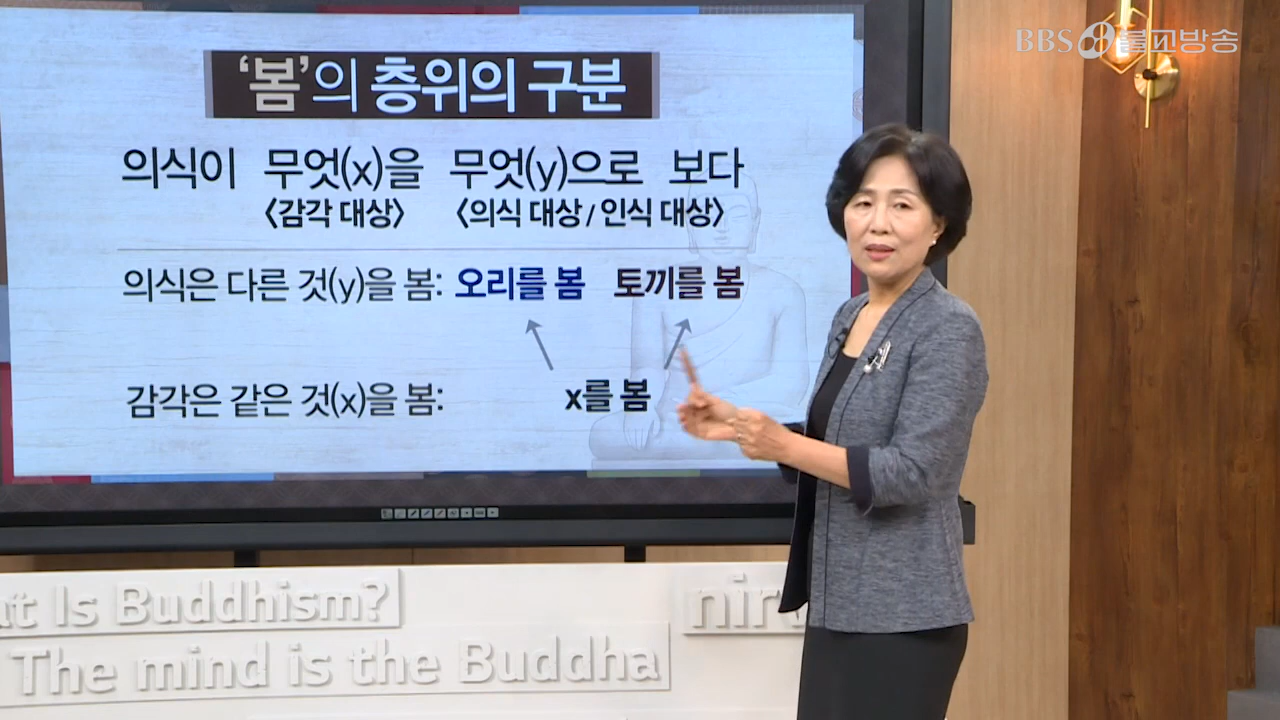 BBS 불교방송
‘봄’의 층위의 구분
의식이 무엇(x)을 무엇(y)으로 보다
<감각 대상> <의식 대상 / 인식 대상>
의식은 다른 것(y)을 봄: 오리를 봄 토끼를 봄
감각은 같은 것(x)을 봄: x를 봄
Is Buddhism?
The mind is the Buddha